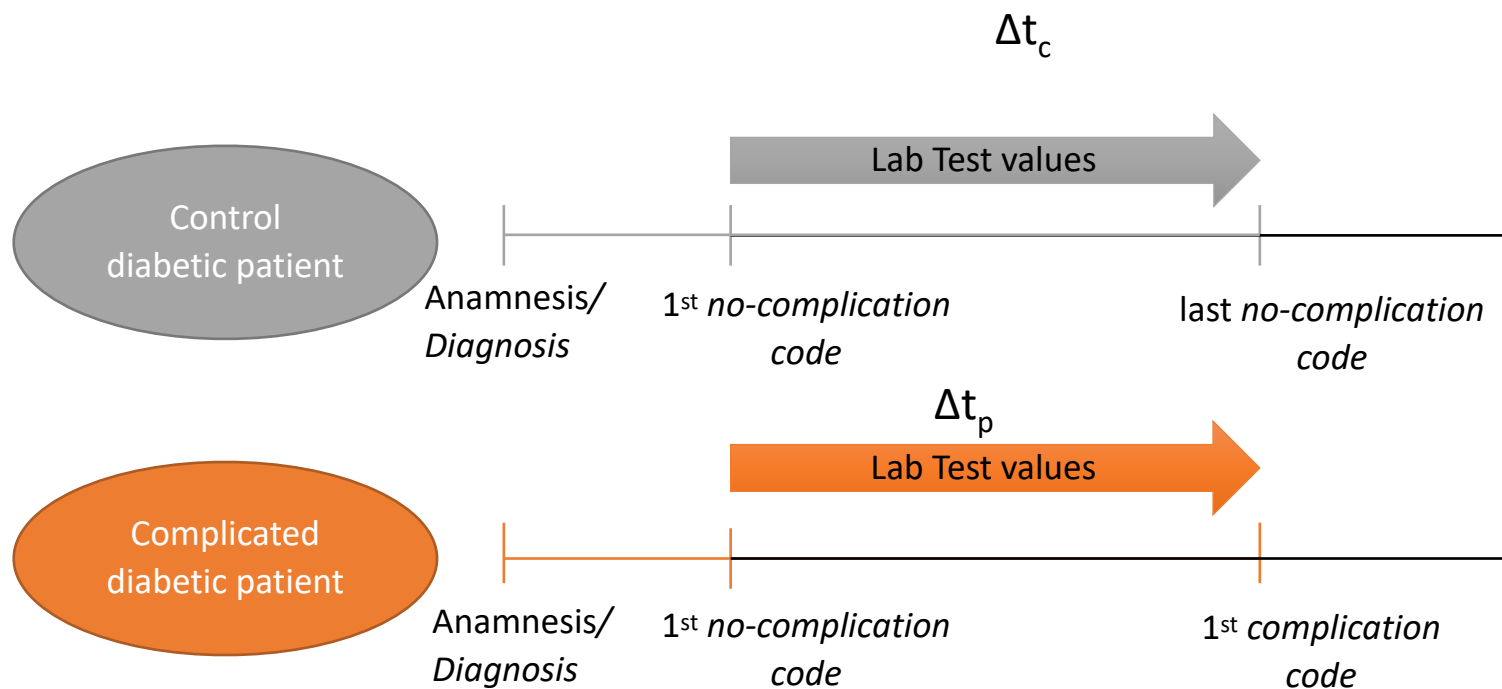 Δtc
Lab Test values
Control
diabetic patient
Anamnesis/
Diagnosis
1st no-complication
code
last no-complication
code
Δtp
Lab Test values
Complicated
diabetic patient
Anamnesis/
Diagnosis
1st no-complication
code
1st complication
code